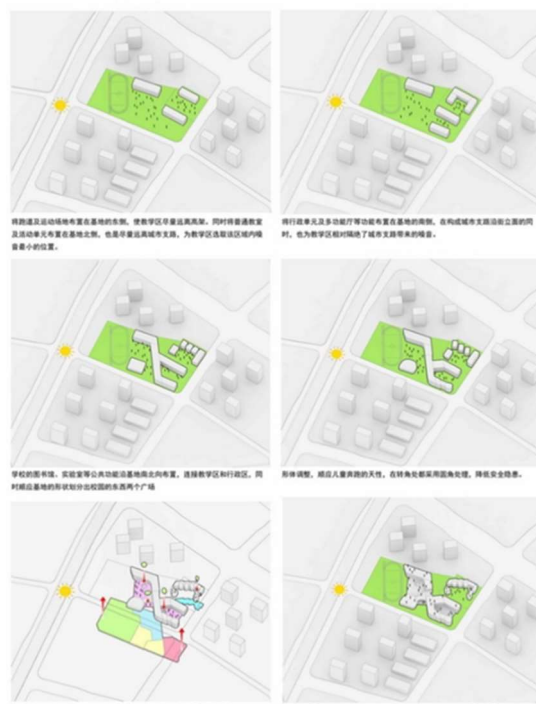 将跑道及运动场地布置在基地的东侧，使教学区尽量远离高架。同时将普通教室
及活动单元布置在基地北侧，也是尽量远离城市支路，为教学区选取该区域内噪
音最小的位置。
将行政单元及多功能厅等功能布置在基地的南侧，在构成城市支路沿街立面的同
时，也为教学区相对隔绝了城市支路带来的噪音。
学校的图书馆、实验室等公共功能沿基地南北向布置，连接教学区和行政区，同
时顺应基地的形状划分出校园的东西两个广场
形体调整，顺应儿童奔跑的天性，在转角处都采用圆角处理，降低安全隐患。